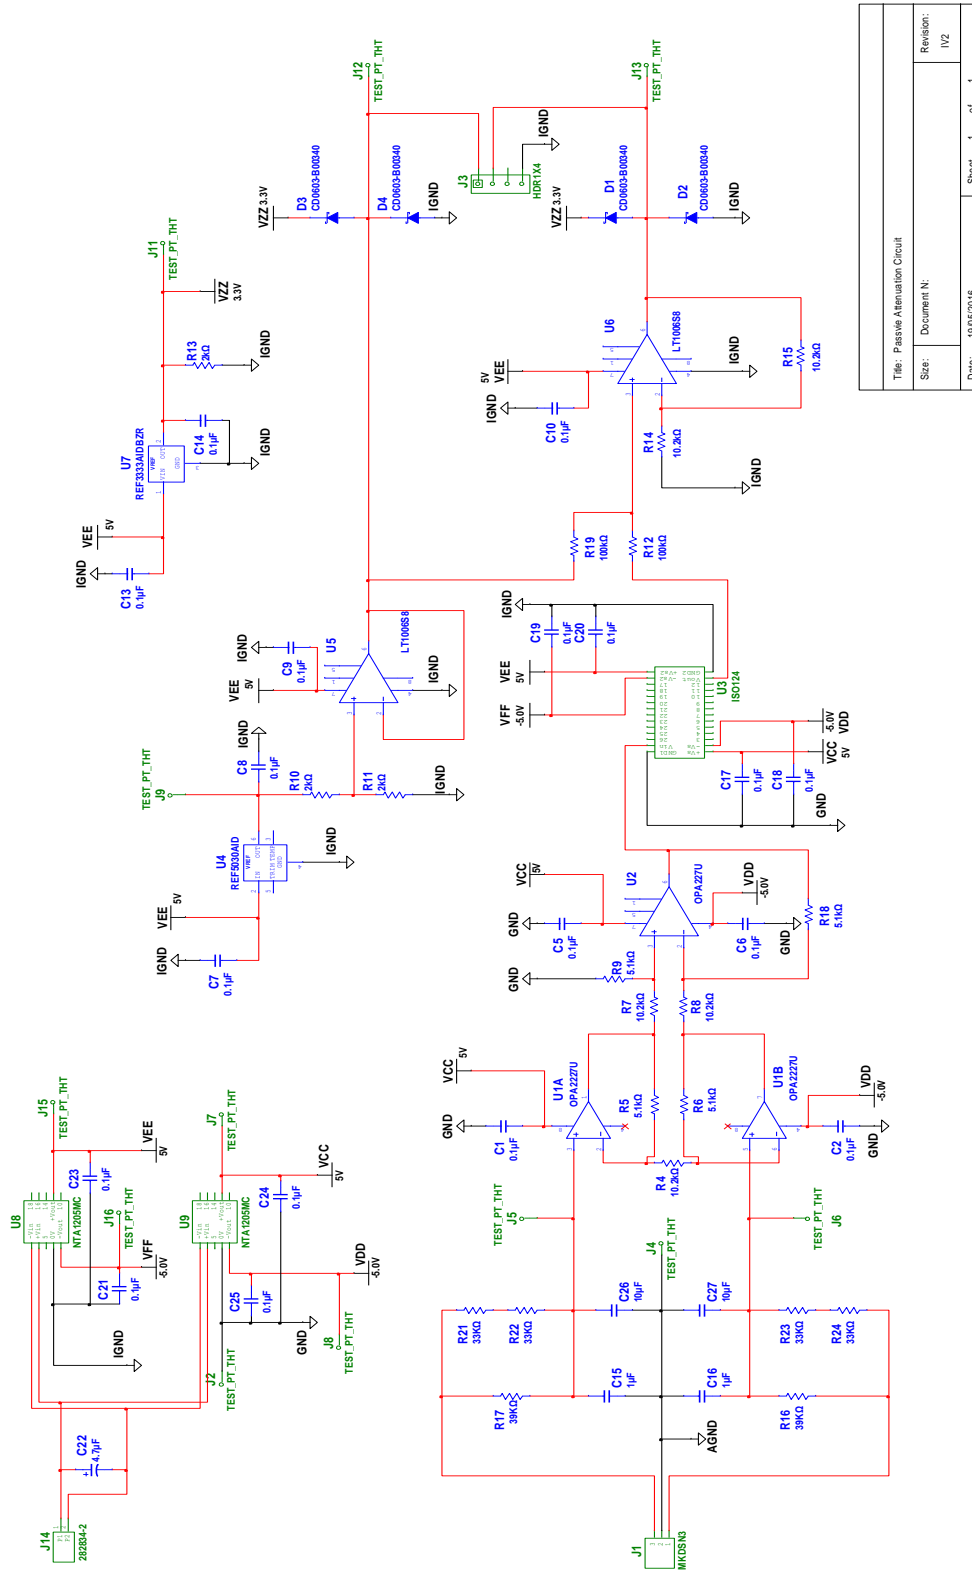 J14
282834-2
C22
4.7µF
U8
NTA1205MC
J15
TEST_PT_THT
C23
0.1µF
VEE
5V
J16
TEST_PT_THT
C21
0.1µF
VFF
-5.0V
IGND
U9
NTA1205MC
J7
TEST_PT_THT
C24
0.1µF
VCC
5V
C25
0.1µF
VDD
-5.0V
GND
J8
TEST_PT_THT
J2
TEST_PT_THT
IGND
C7
0.1µF
VEE
5V
U4
REF5030AID
VREF
IN
OUT
TRIM
TEMP
GND
IGND
J9
TEST_PT_THT
C8
0.1µF
IGND
R10
2kΩ
R11
2kΩ
IGND
VEE
5V
IGND
C9
0.1µF
U5
LT1006S8
IGND
IGND
C13
0.1µF
VEE
5V
U7
REF3333AIDBZR
VREF
VIN
OUT
GND
C14
0.1µF
IGND
R13
2kΩ
IGND
VZZ
3.3V
J11
TEST_PT_THT
VZZ 3.3V
D3
CD0603-B00340
D4
CD0603-B00340
IGND
J12
TEST_PT_THT
J3
HDR1X4
IGND
J1
MKDSN3
AGND
R17
39KΩ
R16
39KΩ
C15
1µF
C16
1µF
R21
33KΩ
R22
33KΩ
R23
33KΩ
R24
33KΩ
C26
10µF
C27
10µF
J4
TEST_PT_THT
J5
TEST_PT_THT
J6
TEST_PT_THT
GND
C1
0.1µF
VCC
5V
U1A
OPA2227U
R5
5.1kΩ
R4
10.2kΩ
R6
5.1kΩ
U1B
OPA2227U
C2
0.1µF
GND
VDD
-5.0V
GND
R9
5.1kΩ
R7
10.2kΩ
R8
10.2kΩ
GND
C5
0.1µF
VCC
5V
U2
OPA227U
VDD
-5.0V
C6
0.1µF
GND
R18
5.1kΩ
VFF
-5.0V
VEE
5V
IGND
C19
0.1µF
C20
0.1µF
U3
ISO124
C17
0.1µF
C18
0.1µF
GND
VCC
5V
-5.0V
VDD
R19
100kΩ
R12
100kΩ
IGND
C10
0.1µF
VEE
5V
U6
LT1006S8
IGND
R14
10.2kΩ
IGND
R15
10.2kΩ
VZZ 3.3V
D1
CD0603-B00340
D2
CD0603-B00340
IGND
J13
TEST_PT_THT
Title: Passvie Attenuation Circuit
Size:
Document N:
Revision:
IV2